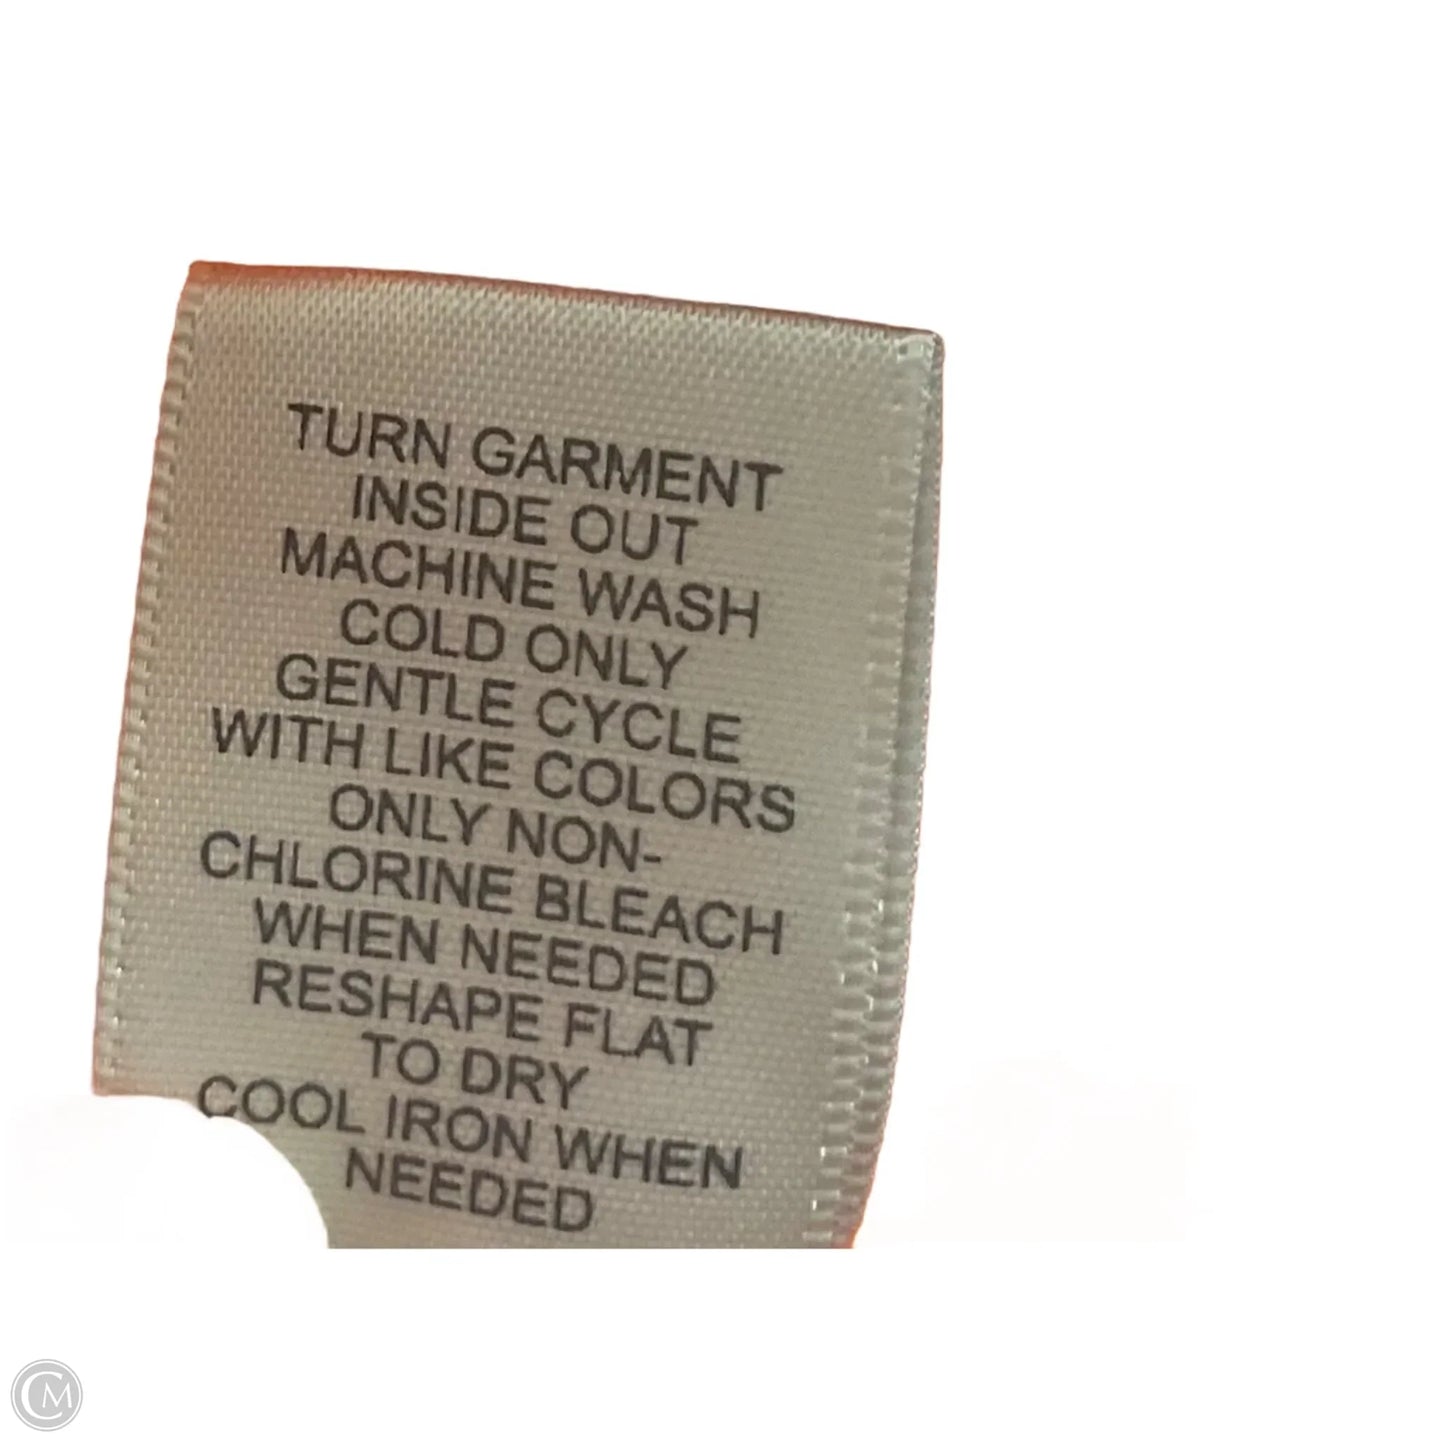 TURN GARMENT
INSIDE OUT
MACHINE WASH
COLD ONLY
GENTLE CYCLE
WITH LIKE COLORS
ONLY NON-
CHLORINE BLEACH
WHEN NEEDED
RESHAPE FLAT
TO DRY
COOL IRON WHEN
NEEDED
CM